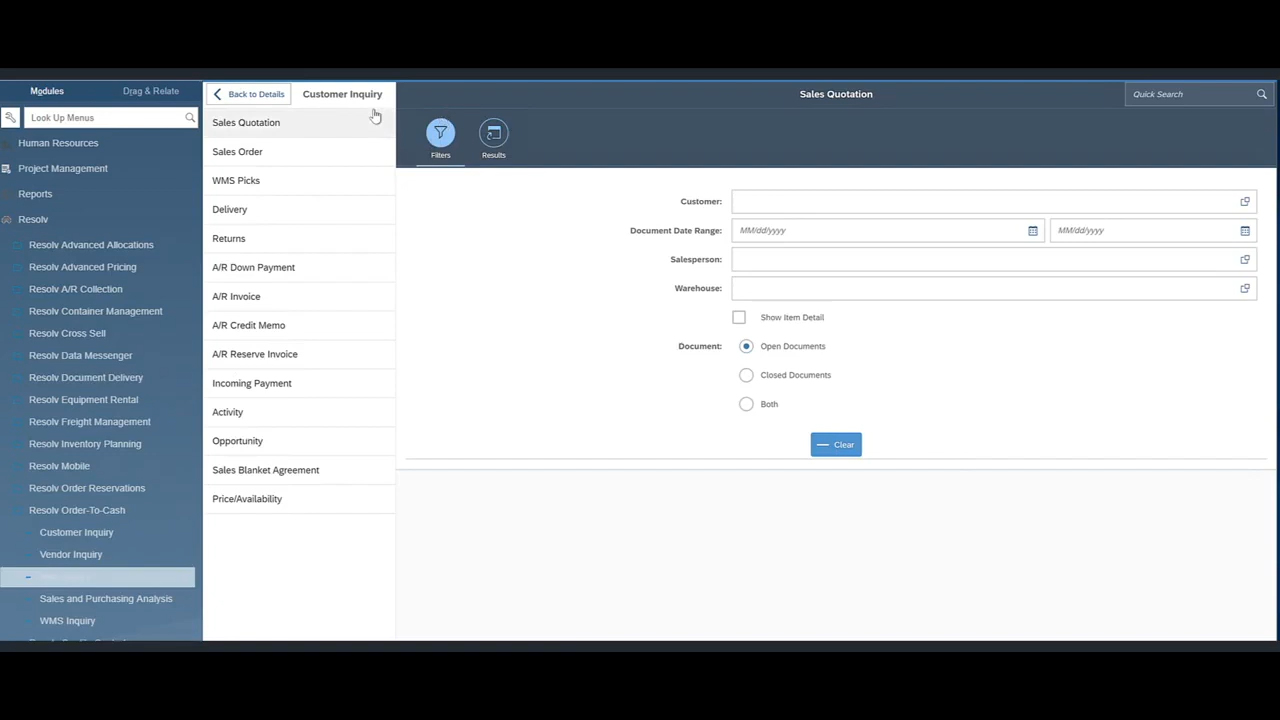 Modules
Drag & Relate
Look Up Menus
Human Resources
Project Management
Reports
Resolv
Resolv Advanced Allocations
Resolv Advanced Pricing
Resolv A/R Collection
Resolv Container Management
Resolv Cross Sell
Resolv Data Messenger
Resolv Document Delivery
Resolv Equipment Rental
Resolv Freight Management
Resolv Inventory Planning
Resolv Mobile
Resolv Order Reservations
Resolv Order-To-Cash
Customer Inquiry
Vendor Inquiry
Sales and Purchasing Analysis
WMS Inquiry
Back to Details
Customer Inquiry
Sales Quotation
Sales Order
WMS Picks
Delivery
Returns
A/R Down Payment
A/R Invoice
A/R Credit Memo
A/R Reserve Invoice
Incoming Payment
Activity
Opportunity
Sales Blanket Agreement
Price/Availability
Sales Quotation
Quick Search
Filters
Results
Customer:
Document Date Range: MM/dd/yyyy MM/dd/yyyy
Salesperson:
Warehouse:
Show Item Detail
Document: Open Documents
Closed Documents
Both
Clear